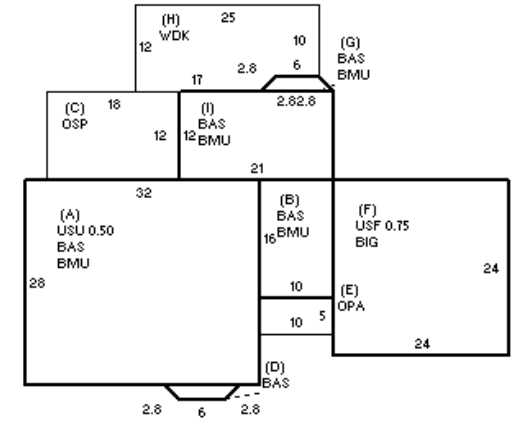 (H)
WDK
25
12
10
(G)
BAS
BMU
6
2.8
17
2.82.8
(C)
OSP
18
12
(I)
BAS
BMU
12
21
32
(A)
USU 0.50
BAS
BMU
28
(B)
BAS
BMU
16
10
(F)
USF 0.75
BIG
24
24
(E)
OPA
5
10
(D)
BAS
2.8
6
2.8